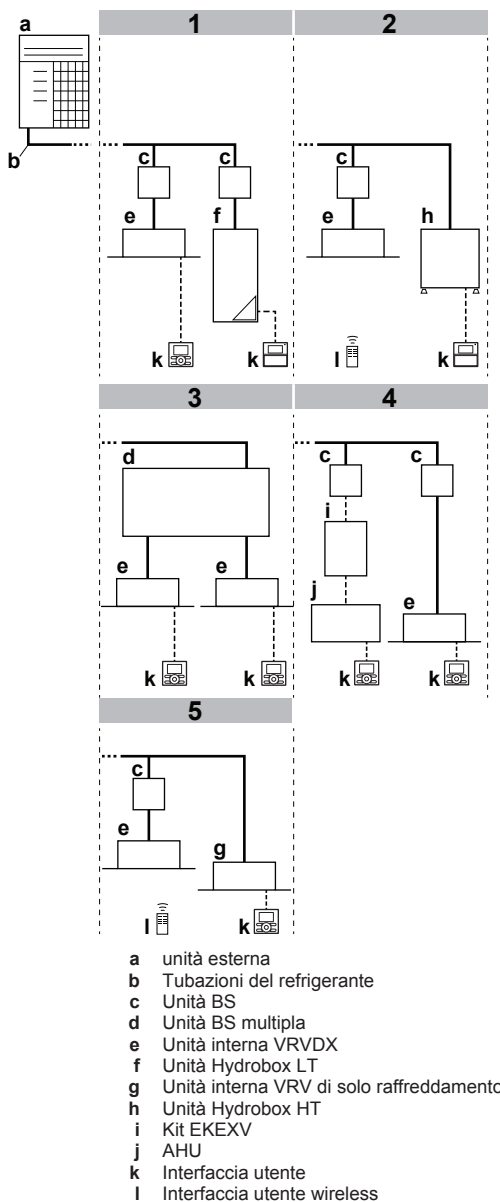 a
1
2
b
c
c
c
e
f
e
h
k
k
l
k
3
4
d
c
c
i
e
e
j
e
k
k
k
k
5
c
e
g
l
k
a unità esterna
b Tubazioni del refrigerante
c Unità BS
d Unità BS multipla
e Unità interna VRVDX
f Unità Hydrobox LT
g Unità interna VRV di solo raffreddamento
h Unità Hydrobox HT
i Kit EKEXV
j AHU
k Interfaccia utente
l Interfaccia utente wireless